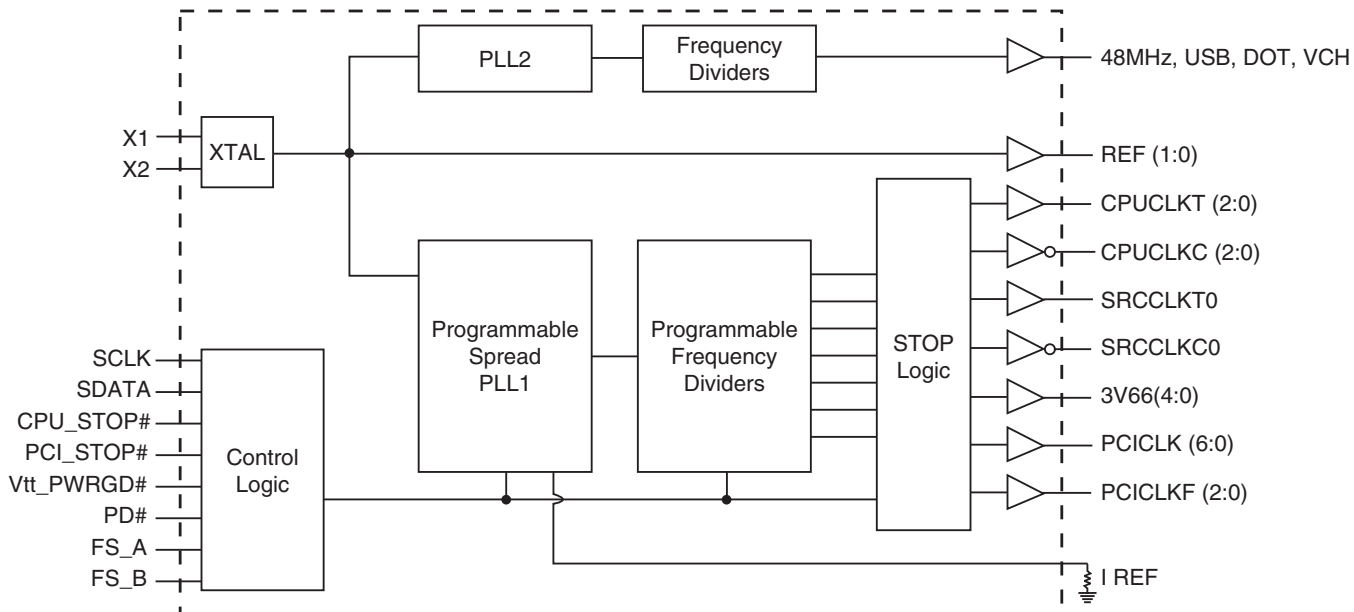 PLL2
Frequency
Dividers
48MHz, USB, DOT, VCH
X1
X2
XTAL
REF (1:0)
CPUCLKT (2:0)
CPUCLKC (2:0)
SRCCLKT0
SRCCLKC0
3V66(4:0)
PCICLK (6:0)
PCICLKF (2:0)
Programmable
Spread
PLL1
Programmable
Frequency
Dividers
STOP
Logic
SCLK
SDATA
CPU_STOP#
PCI_STOP#
Vtt_PWRGD#
PD#
FS_A
FS_B
Control
Logic
I REF